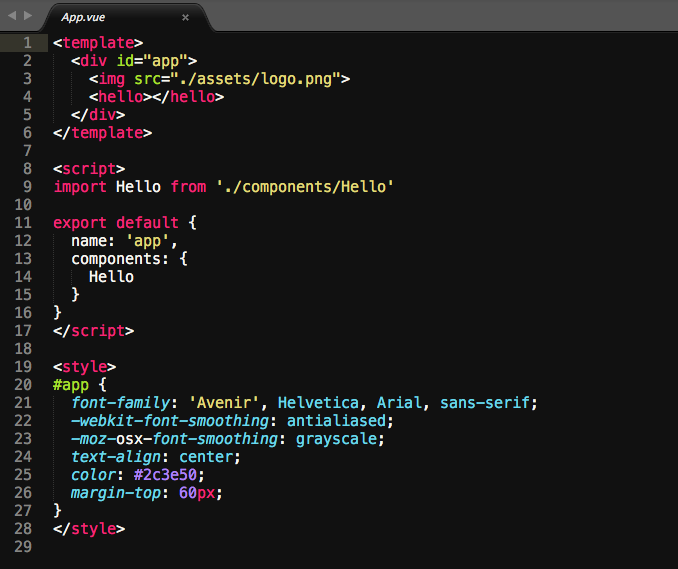 App.vue ×
1 <template>
2   <div id="app">
3     <img src="./assets/logo.png">
4     <hello></hello>
5   </div>
6 </template>
7
8 <script>
9 import Hello from './components/Hello'
10
11 export default {
12   name: 'app',
13   components: {
14     Hello
15   }
16 }
17 </script>
18
19 <style>
20 #app {
21   font-family: 'Avenir', Helvetica, Arial, sans-serif;
22   -webkit-font-smoothing: antialiased;
23   -moz-osx-font-smoothing: grayscale;
24   text-align: center;
25   color: #2c3e50;
26   margin-top: 60px;
27 }
28 </style>
29